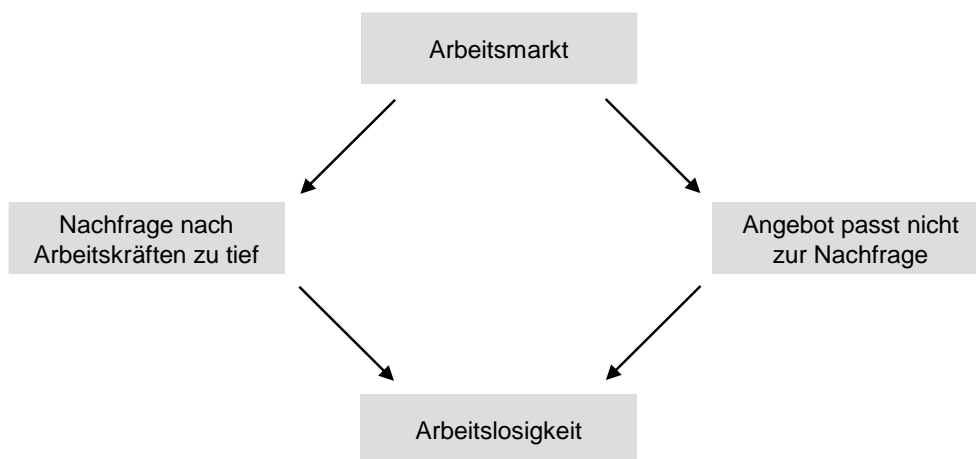 Arbeitsmarkt
Nachfrage nach
Arbeitskräften zu tief
Angebot passt nicht
zur Nachfrage
Arbeitslosigkeit